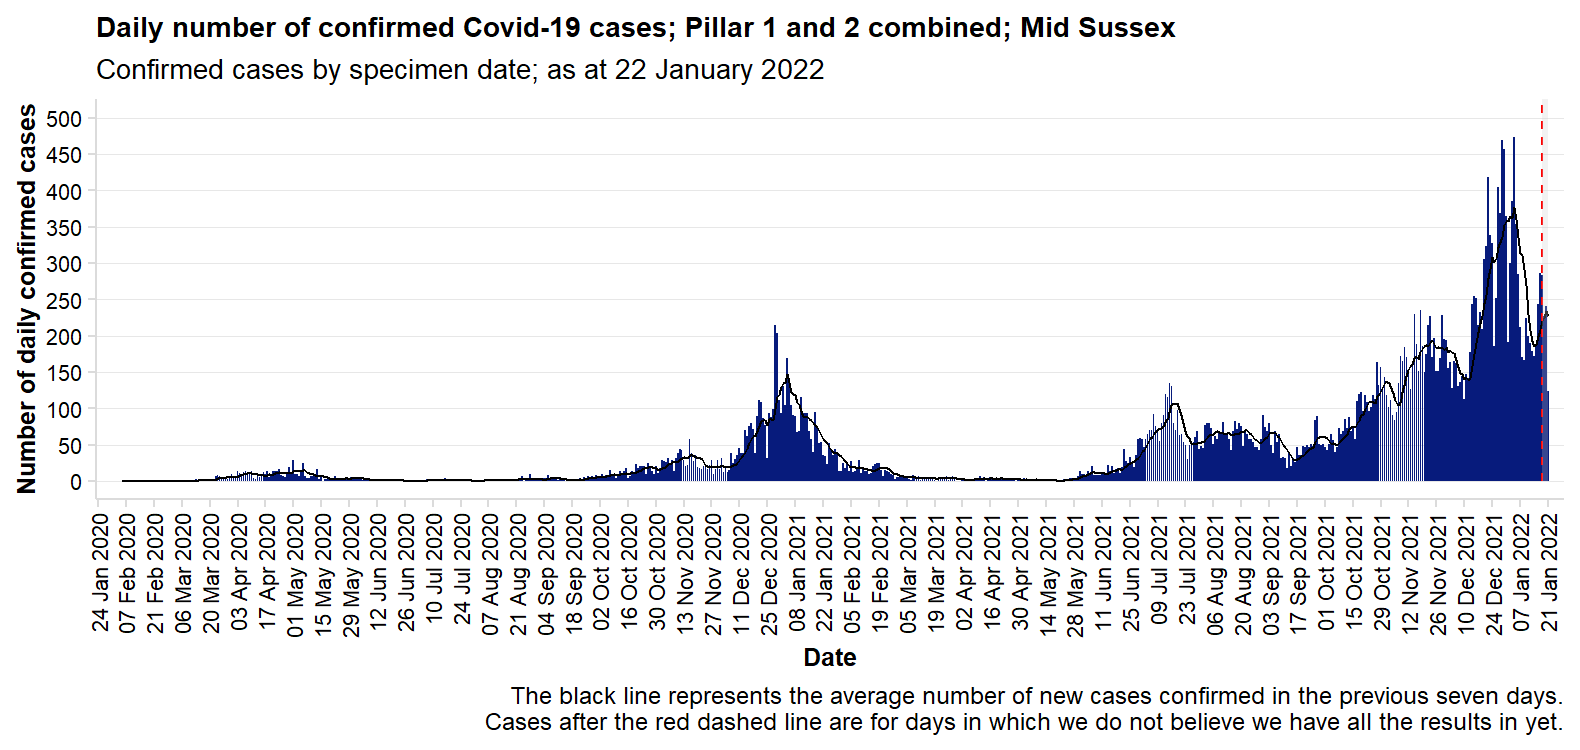 Daily number of confirmed Covid-19 cases; Pillar 1 and 2 combined; Mid Sussex
Confirmed cases by specimen date; as at 22 January 2022
Number of daily confirmed cases
500
450
400
350
300
250
200
150
100
50
0
24 Jan 2020
07 Feb 2020
21 Feb 2020
06 Mar 2020
20 Mar 2020
03 Apr 2020
17 Apr 2020
01 May 2020
15 May 2020
29 May 2020
12 Jun 2020
26 Jun 2020
10 Jul 2020
24 Jul 2020
07 Aug 2020
21 Aug 2020
04 Sep 2020
18 Sep 2020
02 Oct 2020
16 Oct 2020
30 Oct 2020
13 Nov 2020
27 Nov 2020
11 Dec 2020
25 Dec 2020
08 Jan 2021
22 Jan 2021
05 Feb 2021
19 Feb 2021
05 Mar 2021
19 Mar 2021
02 Apr 2021
16 Apr 2021
30 Apr 2021
14 May 2021
28 May 2021
11 Jun 2021
25 Jun 2021
09 Jul 2021
23 Jul 2021
06 Aug 2021
20 Aug 2021
03 Sep 2021
17 Sep 2021
01 Oct 2021
15 Oct 2021
29 Oct 2021
12 Nov 2021
26 Nov 2021
10 Dec 2021
24 Dec 2021
07 Jan 2022
21 Jan 2022
Date
The black line represents the average number of new cases confirmed in the previous seven days.
Cases after the red dashed line are for days in which we do not believe we have all the results in yet.